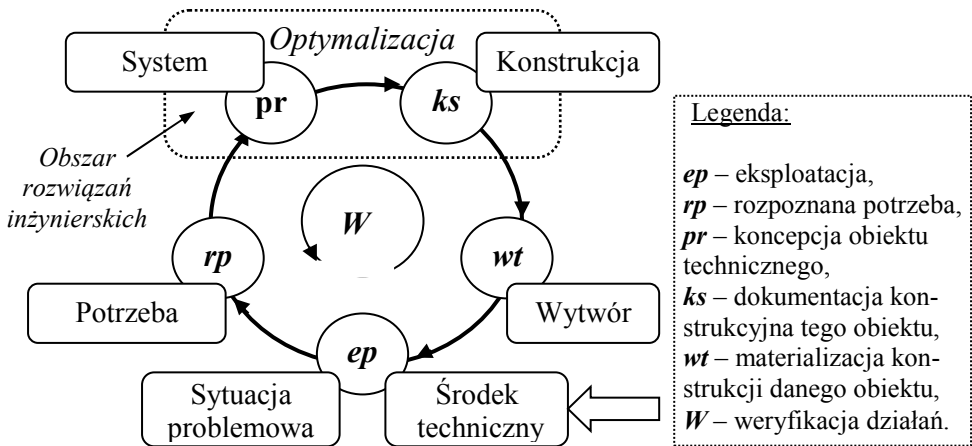 Optymalizacja
System
Konstrukcja
pr
ks
Obszar
rozwiązań
inżynierskich
W
rp
wt
Potrzeba
Wytwór
ep
Sytuacja
problemowa
Środek
techniczny
Legenda:
ep – eksploatacja,
rp – rozpoznana potrzeba,
pr – koncepcja obiektu
technicznego,
ks – dokumentacja kon-
strukcyjna tego obiektu,
wt – materializacja kon-
strukcji danego obiektu,
W – weryfikacja działań.